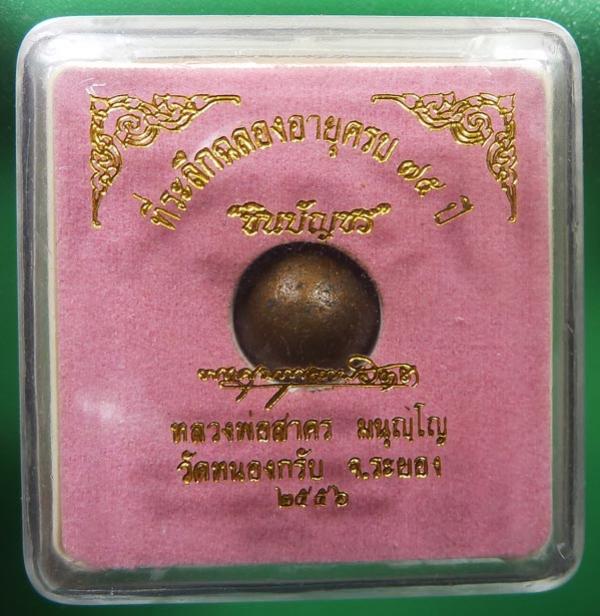 ที่ระลึกฉลองอายุครบ ๗๕ ปี
"ชินบัญชร"
หลวงพ่อสาคร มนุญฺโญ
วัดหนองกรับ จ.ระยอง
๒๕๕๖